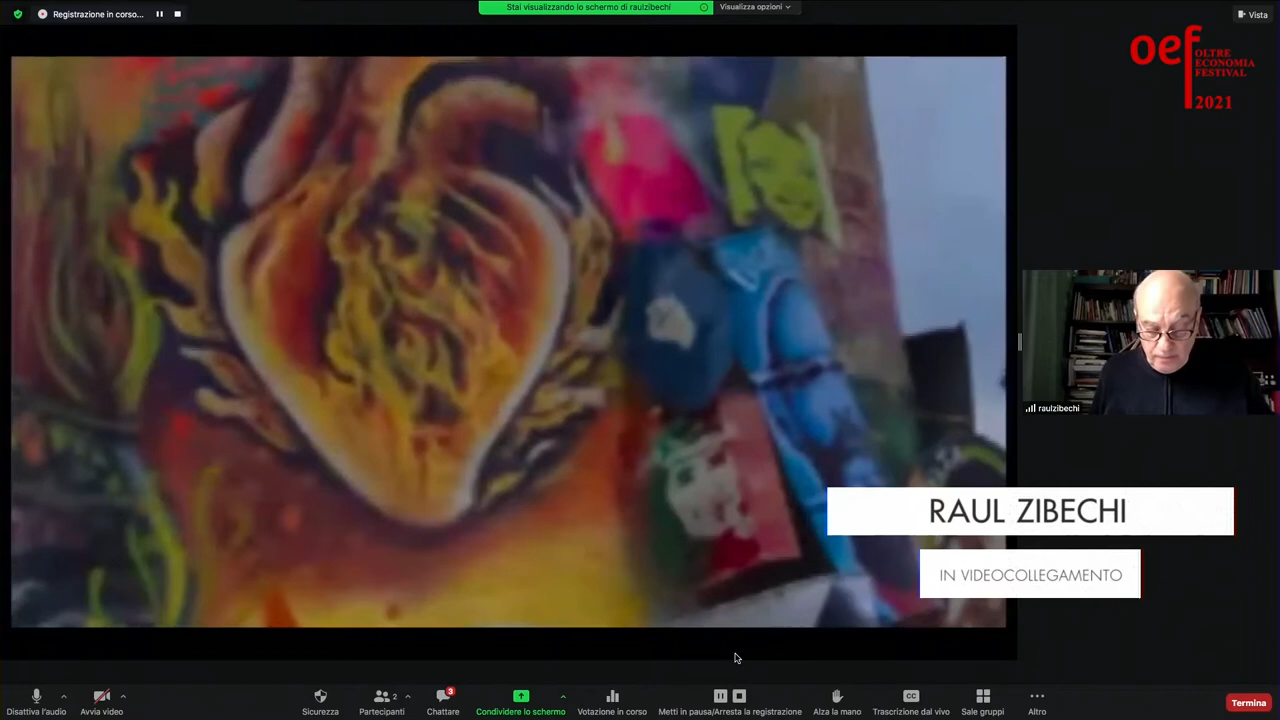 Registrazione in corso...
Stai visualizzando lo schermo di raulzibechi
Visualizza opzioni
Vista
oef
OLTRE
ECONOMIA
FESTIVAL
2021
raulzibechi
RAUL ZIBECHI
IN VIDEOCOLLEGAMENTO
Disattiva l'audio
Avvia video
Sicurezza
2
Partecipanti
3
Chattare
Condividere lo schermo
Votazione in corso
Metti in pausa/Arresta la registrazione
Alza la mano
CC
Trascrizione dal vivo
Sale gruppi
Altro
Termina